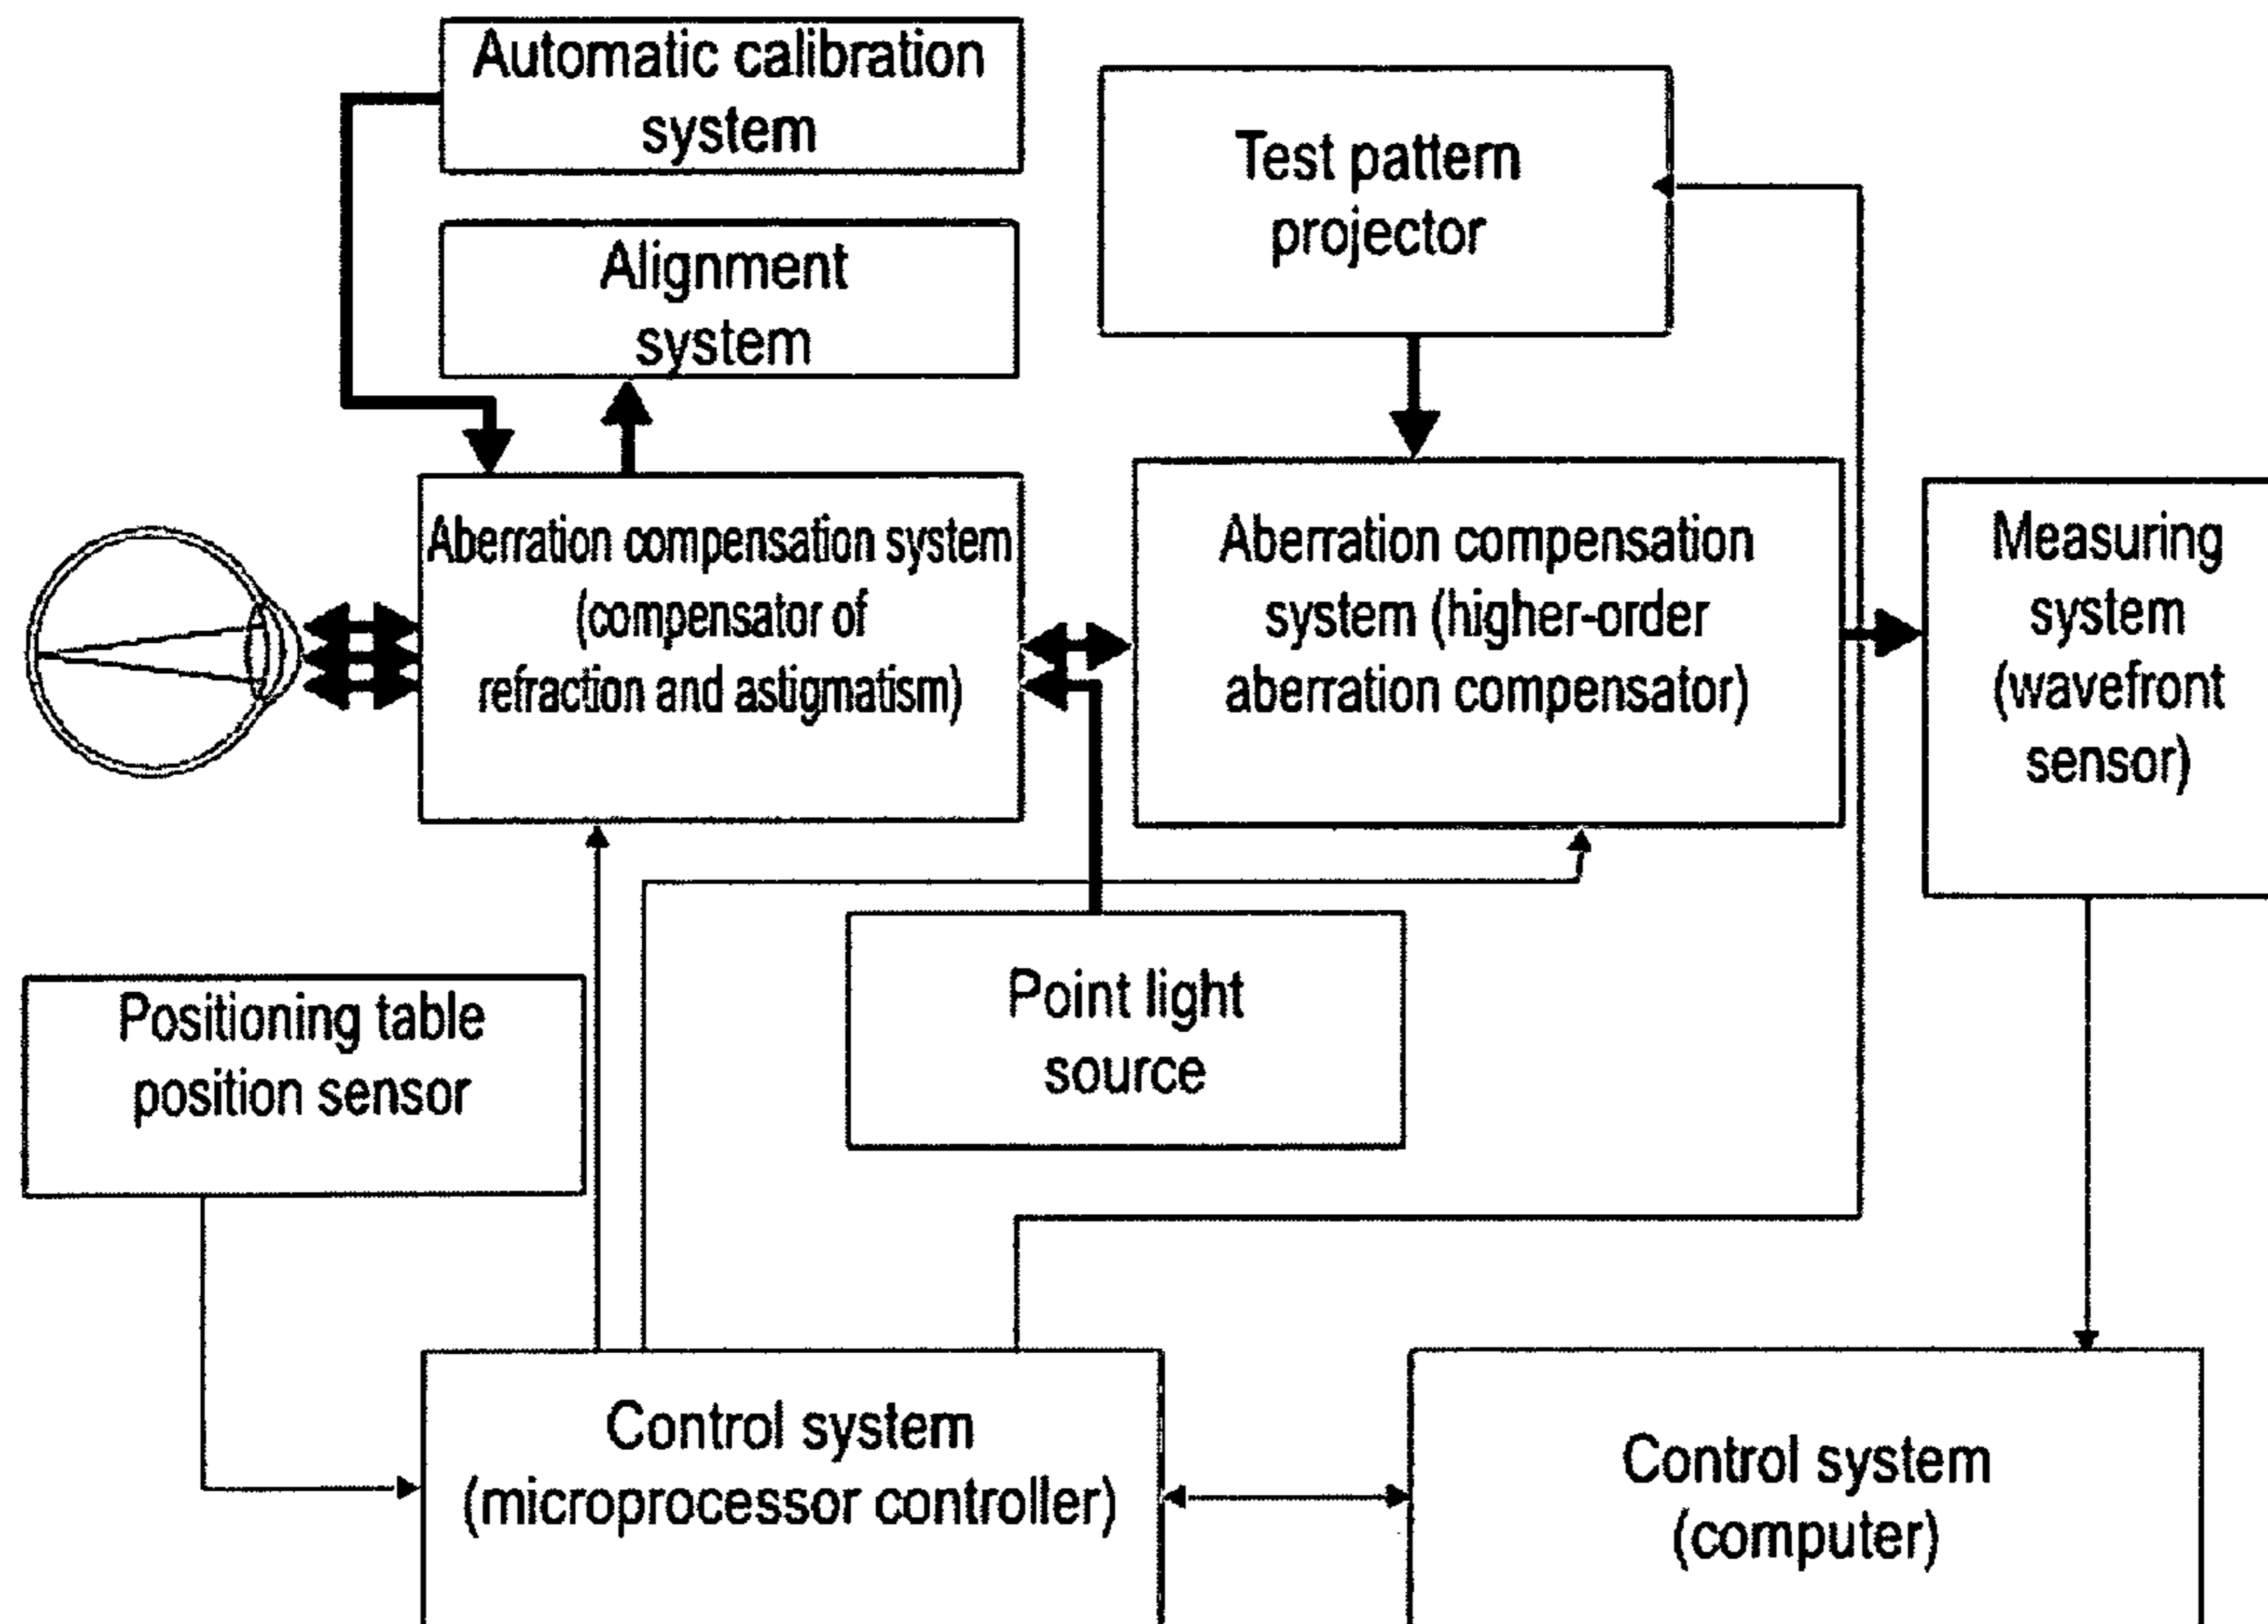 Automatic calibration
system
Alignment
system
Test pattern
projector
Aberration compensation system
(compensator of
refraction and astigmatism)
Aberration compensation
system (higher-order
aberration compensator)
Measuring
system
(wavefront
sensor)
Positioning table
position sensor
Point light
source
Control system
(microprocessor controller)
Control system
(computer)